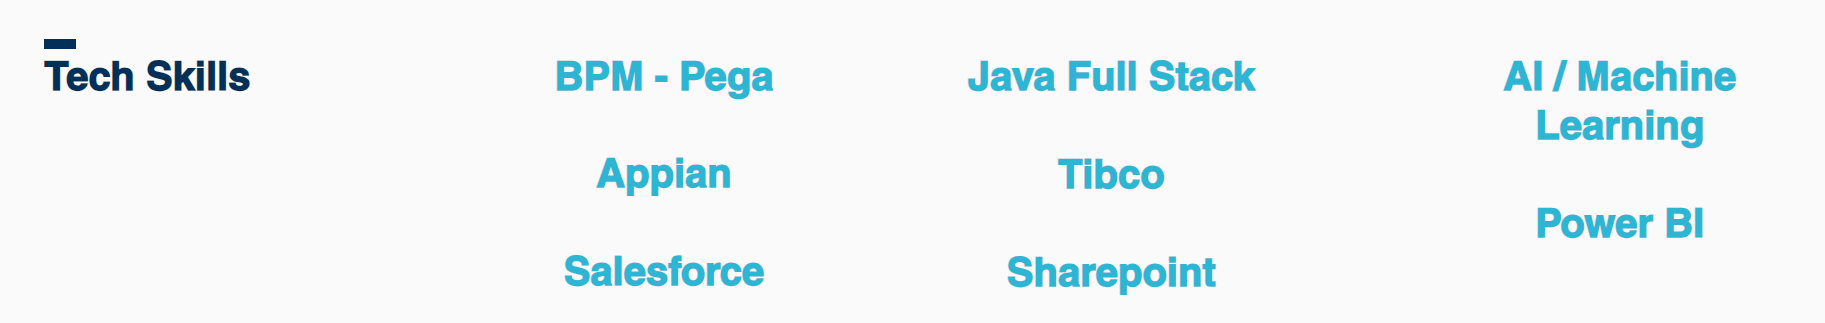 Tech Skills
BPM - Pega
Appian
Salesforce
Java Full Stack
Tibco
Sharepoint
AI / Machine
Learning
Power BI